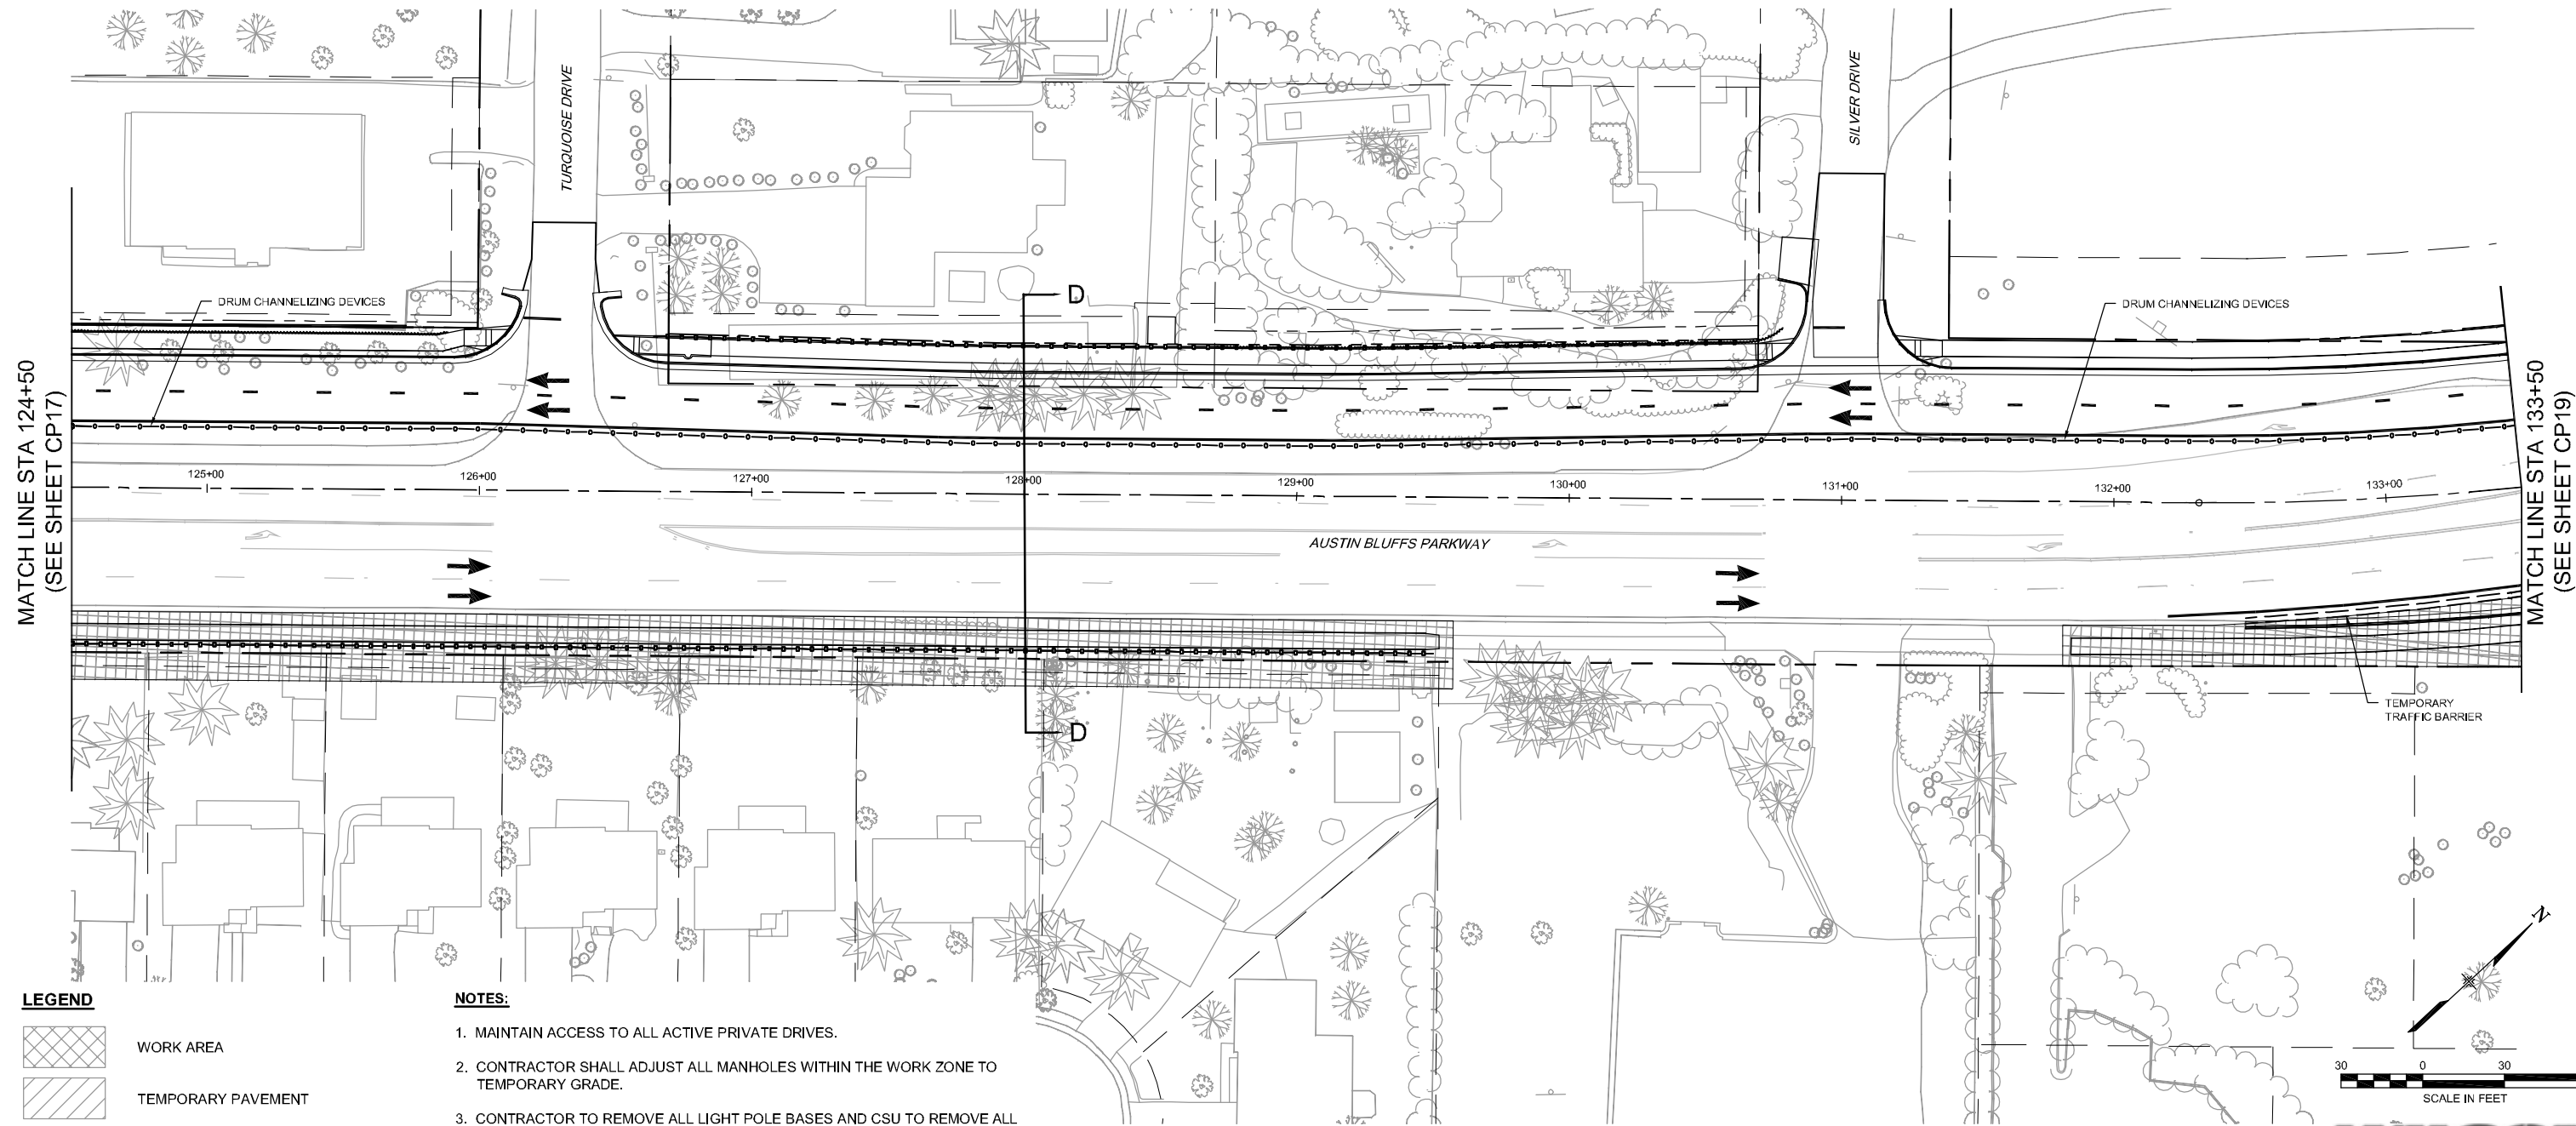 TURQUOISE DRIVE
SILVER DRIVE
D
DRUM CHANNELIZING DEVICES
DRUM CHANNELIZING DEVICES
MATCH LINE STA 124+50
(SEE SHEET CP17)
MATCH LINE STA 133+50
(SEE SHEET CP19)
125+00
126+00
127+00
128+00
129+00
130+00
131+00
132+00
133+00
AUSTIN BLUFFS PARKWAY
TEMPORARY
TRAFFIC BARRIER
D
N
LEGEND
WORK AREA
TEMPORARY PAVEMENT
NOTES:
1. MAINTAIN ACCESS TO ALL ACTIVE PRIVATE DRIVES.
2. CONTRACTOR SHALL ADJUST ALL MANHOLES WITHIN THE WORK ZONE TO
TEMPORARY GRADE.
3. CONTRACTOR TO REMOVE ALL LIGHT POLE BASES AND CSU TO REMOVE ALL
30 0 30
SCALE IN FEET